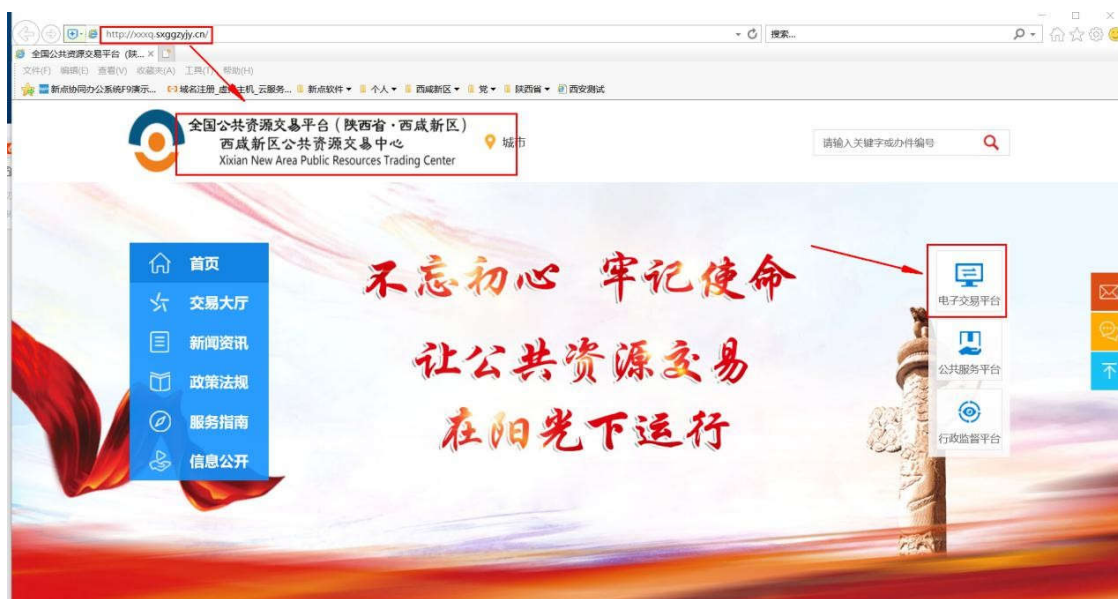 http://xxxq.sxggzyjy.cn/
搜索...
全国公共资源交易平台 (陕...
文件(F) 编辑(E) 查看(V) 收藏夹(A) 工具(T) 帮助(H)
新点协同办公系统F9演示... 域名注册_虚拟主机_云服务... 新点软件 个人 西咸新区 党 陕西省 西安测试
全国公共资源交易平台(陕西省·西咸新区)
西咸新区公共资源交易中心
Xixian New Area Public Resources Trading Center
城市
请输入关键字或办件编号
首页
交易大厅
新闻资讯
政策法规
服务指南
信息公开
不忘初心 牢记使命
让公共资源交易
在阳光下运行
电子交易平台
公共服务平台
行政监督平台